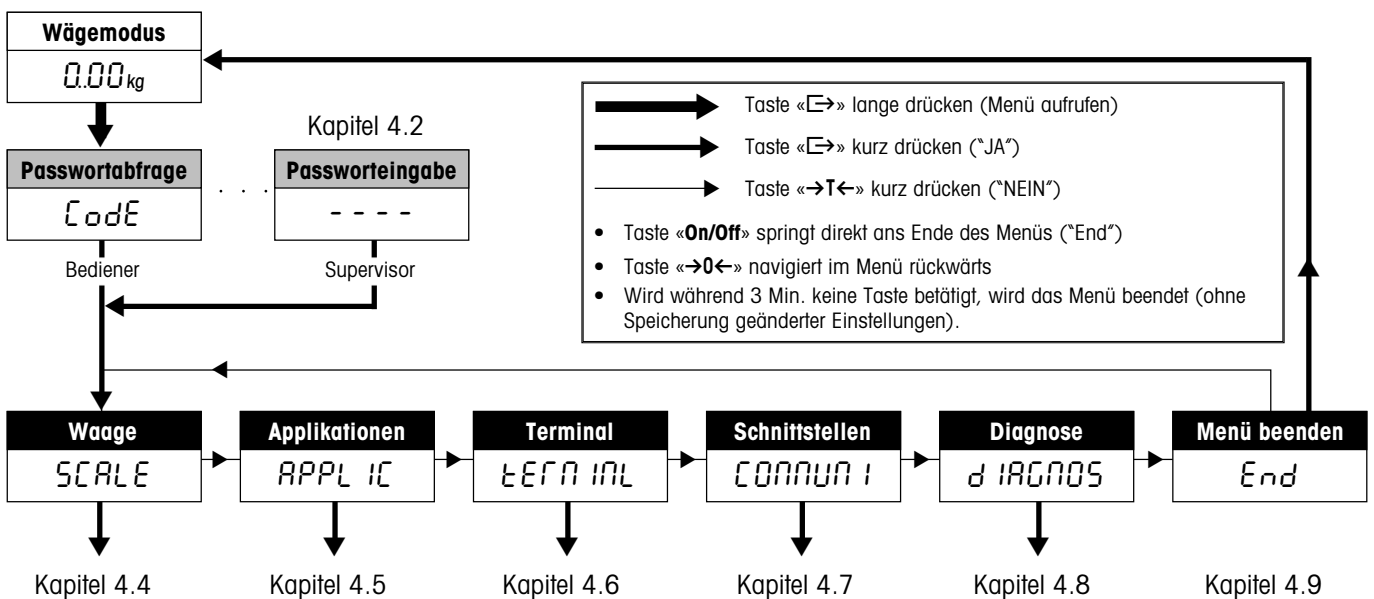 Wägemodus
0.00 kg
Kapitel 4.2
Passwortabfrage
CodE
. . .
Passworteingabe
- - - -
Bediener
Supervisor
Taste «⎆» lange drücken (Menü aufrufen)
Taste «⎆» kurz drücken ("JA")
Taste «→T←» kurz drücken ("NEIN")
• Taste «On/Off» springt direkt ans Ende des Menüs ("End")
• Taste «→0←» navigiert im Menü rückwärts
• Wird während 3 Min. keine Taste betätigt, wird das Menü beendet (ohne
Speicherung geänderter Einstellungen).
Waage
SCALE
Applikationen
APPLIC
Terminal
tErMINL
Schnittstellen
COMMUNI
Diagnose
dIAGNOS
Menü beenden
End
Kapitel 4.4
Kapitel 4.5
Kapitel 4.6
Kapitel 4.7
Kapitel 4.8
Kapitel 4.9